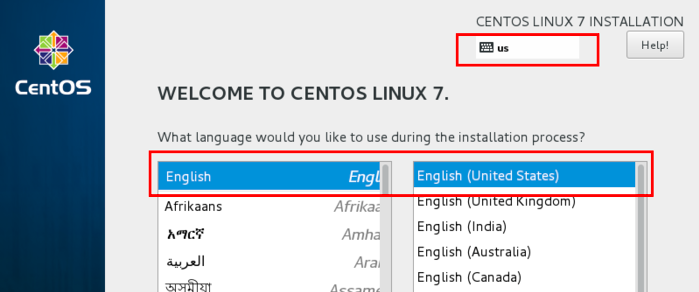 CENTOS LINUX 7 INSTALLATION
us
Help!
CentOS
WELCOME TO CENTOS LINUX 7.
What language would you like to use during the installation process?
English Engl
English (United States)
Afrikaans Afrikaa
English (United Kingdom)
አማርኛ Amha
English (India)
العربية Ara
English (Australia)
অসমীয়া Assame
English (Canada)